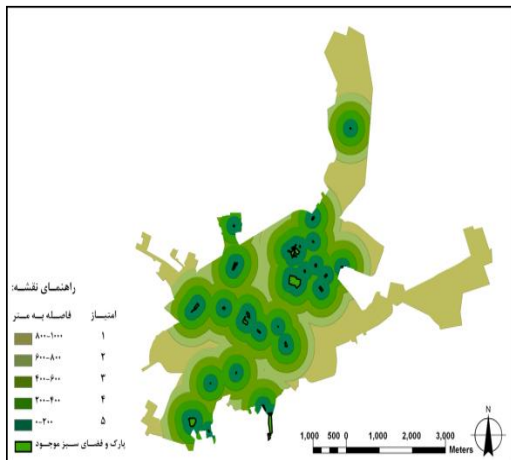 راهنمای نقشه:
فاصله به متر امتیاز
۸۰۰-۱۰۰۰ ۱
۶۰۰-۸۰۰ ۲
۴۰۰-۶۰۰ ۳
۲۰۰-۴۰۰ ۴
۰-۲۰۰ ۵
پارک و فضای سبز موجود
N
1,000 500 0 1,000 2,000 3,000
Meters